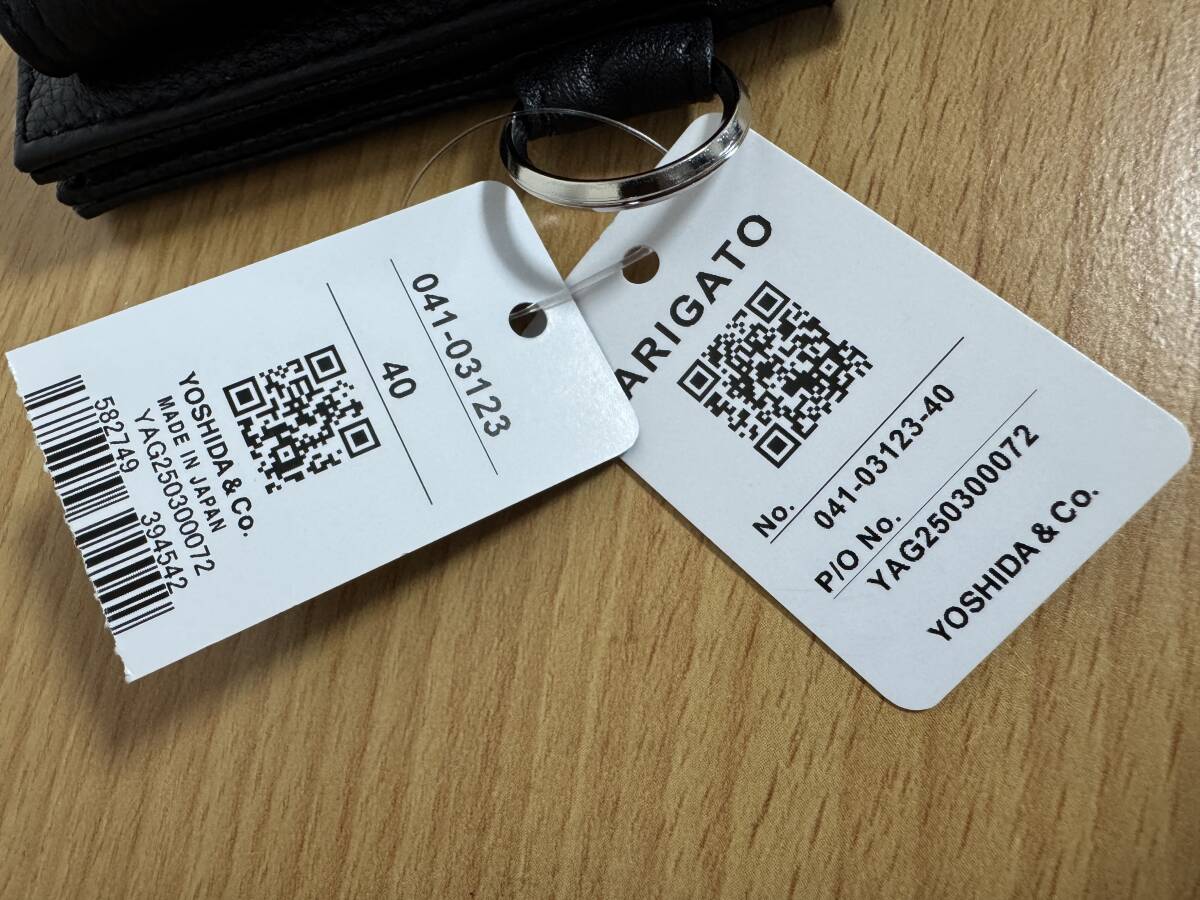 041-03123
40
YOSHIDA & Co.
MADE IN JAPAN
YAG250300072
582749 394542
ARIGATO
No.
041-03123-40
P/O No.
YAG250300072
YOSHIDA & Co.